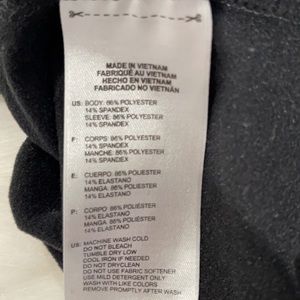 MADE IN VIETNAM
FABRIQUÉ AU VIETNAM
HECHO EN VIETNAM
FABRICADO NO VIETNÃ
US: BODY: 86% POLYESTER
14% SPANDEX
SLEEVE: 86% POLYESTER
14% SPANDEX
F: CORPS: 86% POLYESTER
14% SPANDEX
MANCHE: 86% POLYESTER
14% SPANDEX
E: CUERPO: 86% POLIESTER
14% ELASTANO
MANGA: 86% POLIESTER
14% ELASTANO
P: CORPO: 86% POLIESTER
14% ELASTANO
MANGA: 86% POLIESTER
14% ELASTANO
US: MACHINE WASH COLD
DO NOT BLEACH
TUMBLE DRY LOW
COOL IRON IF NEEDED
DO NOT DRYCLEAN
DO NOT USE FABRIC SOFTENER
USE MILD DETERGENT ONLY
WASH WITH LIKE COLORS
REMOVE PROMPTLY AFTER WASH